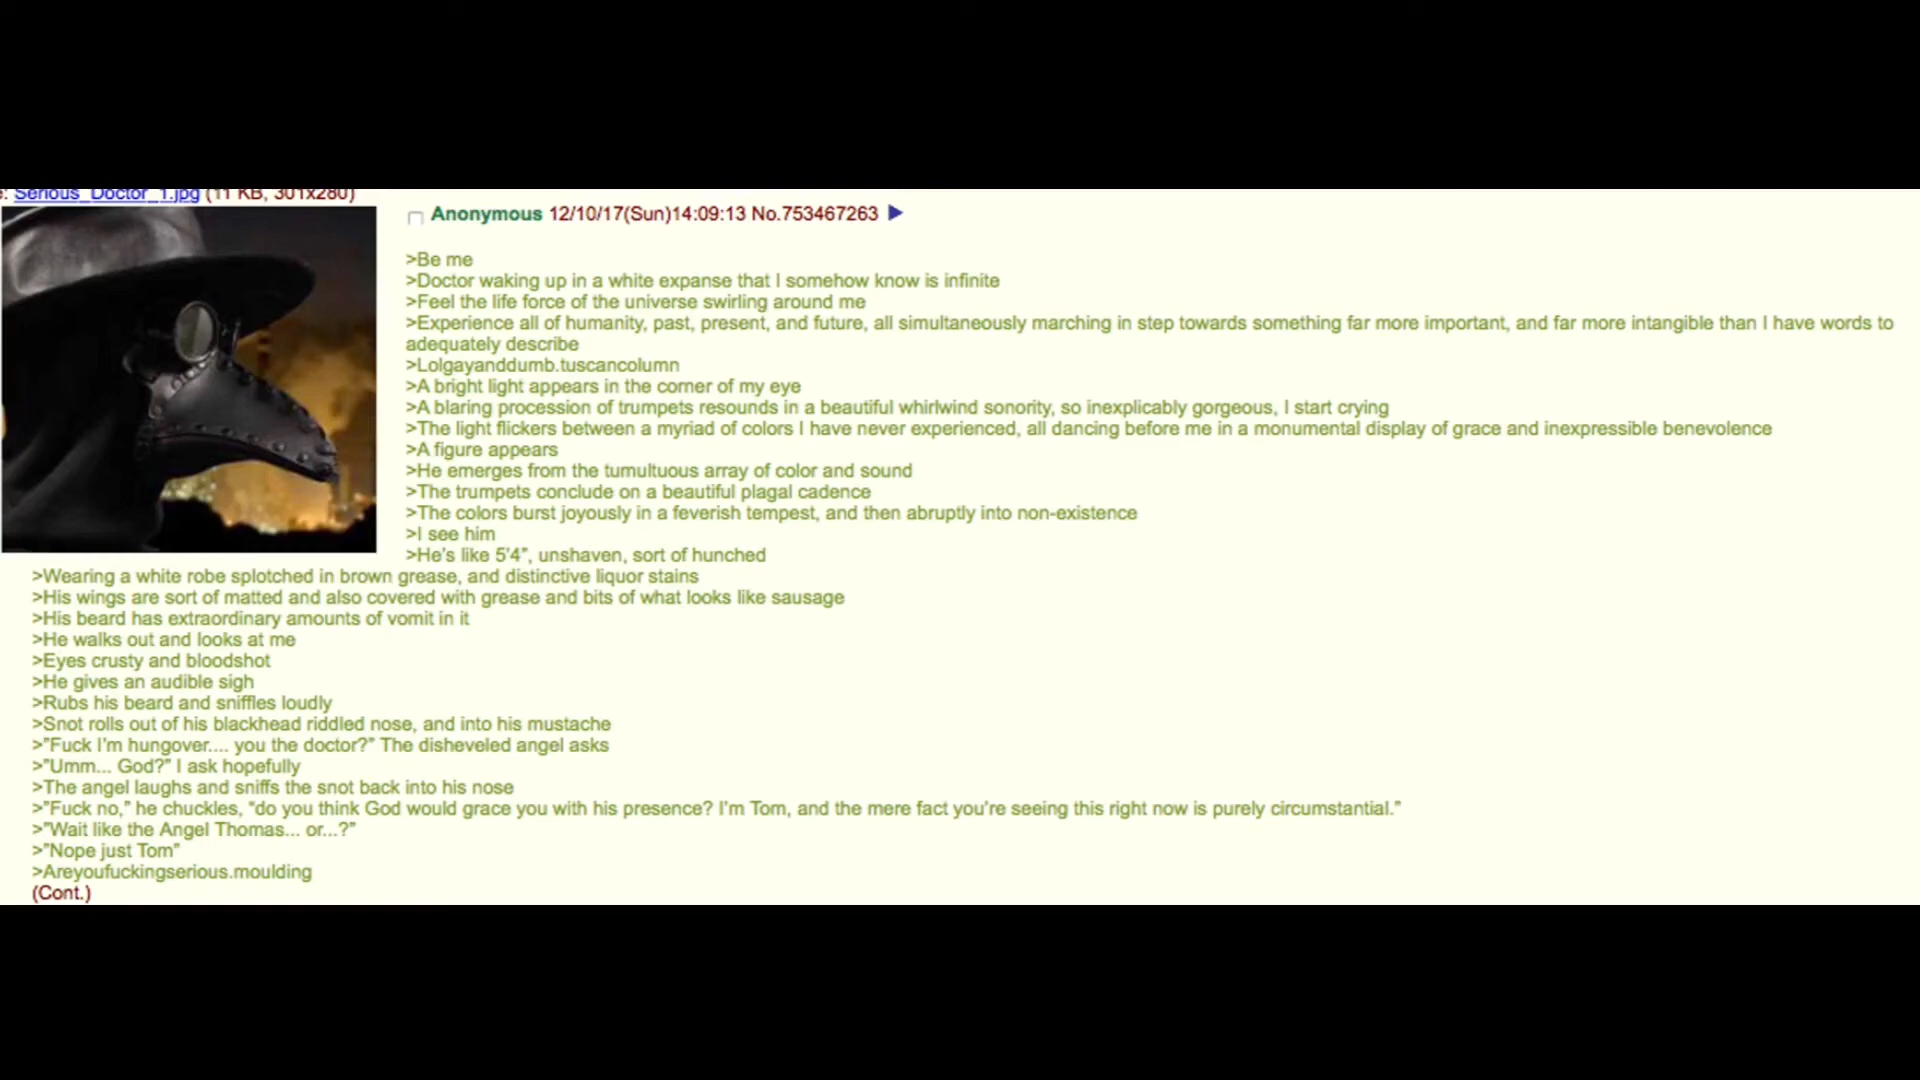 e: Serious_Doctor_1.jpg (11 KB, 301x280)
Anonymous 12/10/17(Sun)14:09:13 No.753467263 ▶
>Be me
>Doctor waking up in a white expanse that I somehow know is infinite
>Feel the life force of the universe swirling around me
>Experience all of humanity, past, present, and future, all simultaneously marching in step towards something far more important, and far more intangible than I have words to
adequately describe
>Lolgayanddumb.tuscancolumn
>A bright light appears in the corner of my eye
>A blaring procession of trumpets resounds in a beautiful whirlwind sonority, so inexplicably gorgeous, I start crying
>The light flickers between a myriad of colors I have never experienced, all dancing before me in a monumental display of grace and inexpressible benevolence
>A figure appears
>He emerges from the tumultuous array of color and sound
>The trumpets conclude on a beautiful plagal cadence
>The colors burst joyously in a feverish tempest, and then abruptly into non-existence
>I see him
>He's like 5'4”, unshaven, sort of hunched
>Wearing a white robe splotched in brown grease, and distinctive liquor stains
>His wings are sort of matted and also covered with grease and bits of what looks like sausage
>His beard has extraordinary amounts of vomit in it
>He walks out and looks at me
>Eyes crusty and bloodshot
>He gives an audible sigh
>Rubs his beard and sniffles loudly
>Snot rolls out of his blackhead riddled nose, and into his mustache
>”Fuck I'm hungover.... you the doctor?” The disheveled angel asks
>”Umm... God?” I ask hopefully
>The angel laughs and sniffs the snot back into his nose
>”Fuck no,” he chuckles, “do you think God would grace you with his presence? I'm Tom, and the mere fact you're seeing this right now is purely circumstantial.”
>”Wait like the Angel Thomas... or...?”
>”Nope just Tom”
>Areyoufuckingserious.moulding
(Cont.)